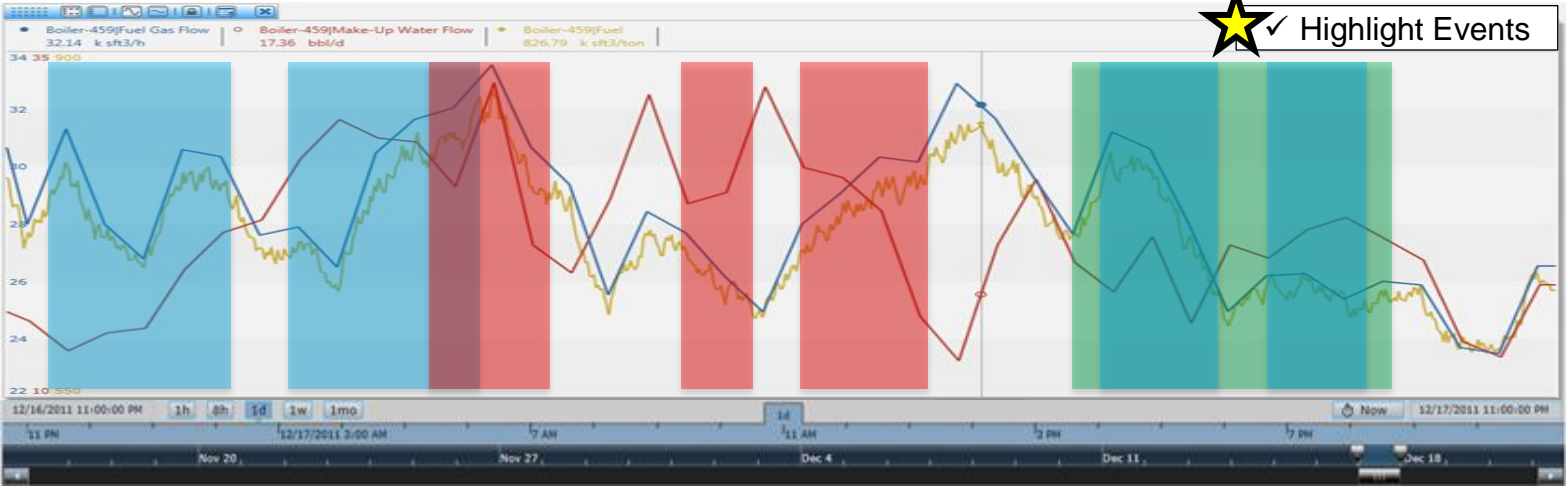 ✓ Highlight Events
Boiler-459|Fuel Gas Flow Boiler-459|Make-Up Water Flow Boiler-459|Fuel
32.14 k sft3/h 17.36 bbl/d 826.79 k sft3/ton
34 35 900
32
30
28
26
24
22 10 550
12/16/2011 11:00:00 PM 1h 8h 1d 1w 1mo 1d Now 12/17/2011 11:00:00 PM
11 PM 12/17/2011 3:00 AM 7 AM 11 AM 3 PM 7 PM
Nov 20 Nov 27 Dec 4 Dec 11 Dec 18